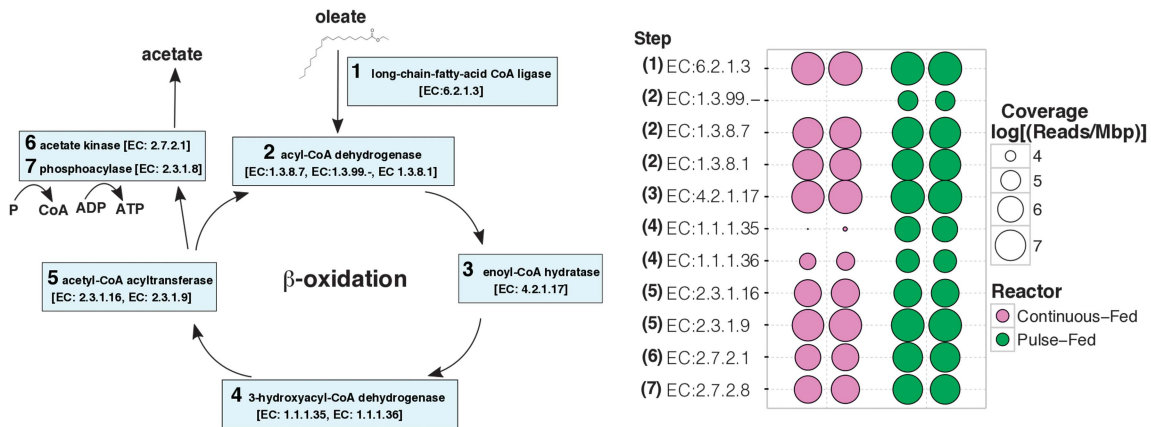 oleate
acetate
1 long-chain-fatty-acid CoA ligase
[EC:6.2.1.3]
6 acetate kinase [EC: 2.7.2.1]
7 phosphoacylase [EC: 2.3.1.8]
P CoA ADP ATP
2 acyl-CoA dehydrogenase
[EC:1.3.8.7, EC:1.3.99.-, EC 1.3.8.1]
3 enoyl-CoA hydratase
[EC: 4.2.1.17]
β-oxidation
5 acetyl-CoA acyltransferase
[EC: 2.3.1.16, EC: 2.3.1.9]
4 3-hydroxyacyl-CoA dehydrogenase
[EC: 1.1.1.35, EC: 1.1.1.36]
Step
(1) EC:6.2.1.3
(2) EC:1.3.99.–
(2) EC:1.3.8.7
(2) EC:1.3.8.1
(3) EC:4.2.1.17
(4) EC:1.1.1.35
(4) EC:1.1.1.36
(5) EC:2.3.1.16
(5) EC:2.3.1.9
(6) EC:2.7.2.1
(7) EC:2.7.2.8
Coverage
log[(Reads/Mbp)]
4
5
6
7
Reactor
Continuous–Fed
Pulse–Fed